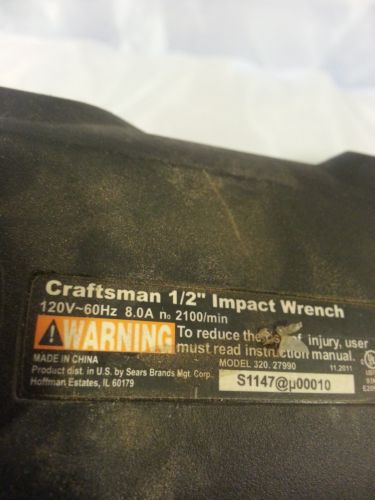 Craftsman 1/2" Impact Wrench
120V~60Hz 8.0A n₀ 2100/min
WARNING To reduce the of injury, user
must read instruction manual.
MADE IN CHINA
MODEL 320. 27990 11.2011
Product dist. in U.S. by Sears Brands Mgt. Corp.
Hoffman Estates, IL 60179
S1147@µ00010